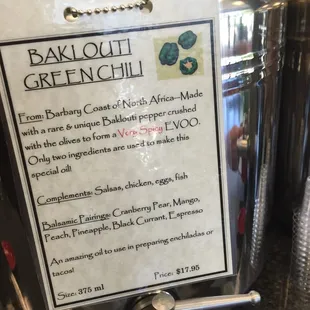 BAKLOUTI
GREEN CHILI
From: Barbary Coast of North Africa—Made
with a rare & unique Baklouti pepper crushed
with the olives to form a Very Spicy EVOO.
Only two ingredients are used to make this
special oil!
Complements: Salsas, chicken, eggs, fish
Balsamic Pairings: Cranberry Pear, Mango,
Peach, Pineapple, Black Currant, Espresso
An amazing oil to use in preparing enchiladas or
tacos!
Size: 375 ml Price: $17.95